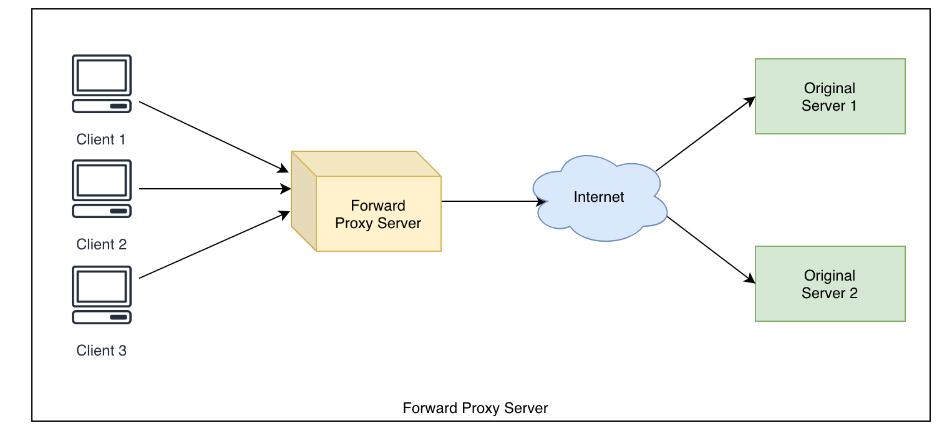 Client 1
Client 2
Client 3
Forward
Proxy Server
Internet
Original
Server 1
Original
Server 2
Forward Proxy Server